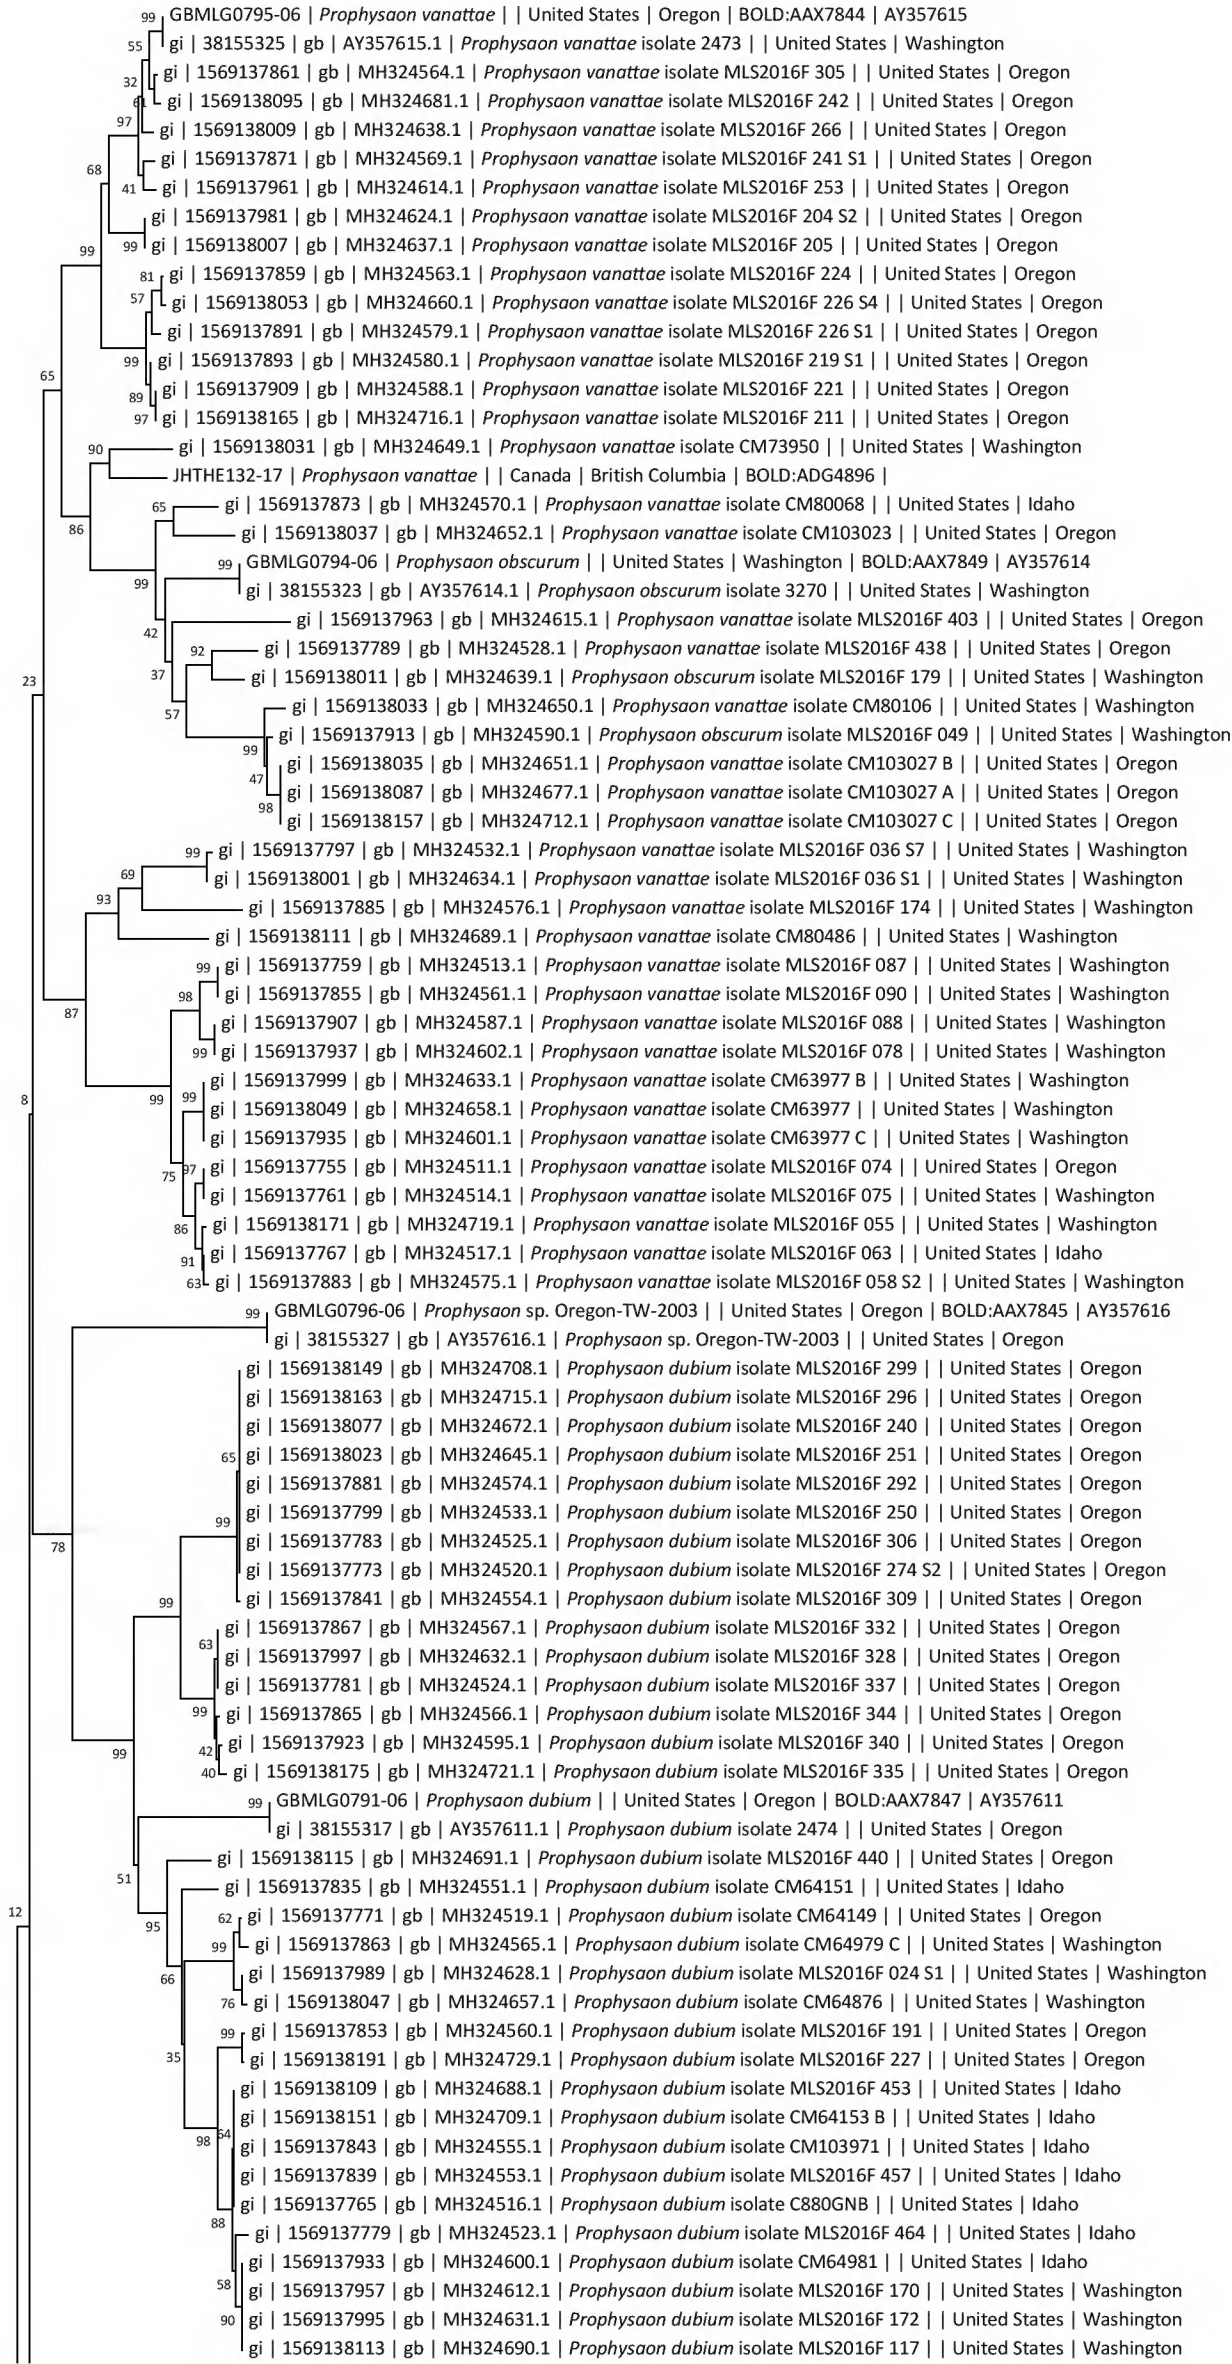 GBMLG0795-06 | Prophysaon vanattae | | United States | Oregon | BOLD:AAX7844 | AY357615
gi | 38155325 | gb | AY357615.1 | Prophysaon vanattae isolate 2473 | | United States | Washington
gi | 1569137861 | gb | MH324564.1 | Prophysaon vanattae isolate MLS2016F 305 | | United States | Oregon
gi | 1569138095 | gb | MH324681.1 | Prophysaon vanattae isolate MLS2016F 242 | | United States | Oregon
gi | 1569138009 | gb | MH324638.1 | Prophysaon vanattae isolate MLS2016F 266 | | United States | Oregon
gi | 1569137871 | gb | MH324569.1 | Prophysaon vanattae isolate MLS2016F 241 S1 | | United States | Oregon
gi | 1569137961 | gb | MH324614.1 | Prophysaon vanattae isolate MLS2016F 253 | | United States | Oregon
gi | 1569137981 | gb | MH324624.1 | Prophysaon vanattae isolate MLS2016F 204 S2 | | United States | Oregon
gi | 1569138007 | gb | MH324637.1 | Prophysaon vanattae isolate MLS2016F 205 | | United States | Oregon
gi | 1569137859 | gb | MH324563.1 | Prophysaon vanattae isolate MLS2016F 224 | | United States | Oregon
gi | 1569138053 | gb | MH324660.1 | Prophysaon vanattae isolate MLS2016F 226 S4 | | United States | Oregon
gi | 1569137891 | gb | MH324579.1 | Prophysaon vanattae isolate MLS2016F 226 S1 | | United States | Oregon
gi | 1569137893 | gb | MH324580.1 | Prophysaon vanattae isolate MLS2016F 219 S1 | | United States | Oregon
gi | 1569137909 | gb | MH324588.1 | Prophysaon vanattae isolate MLS2016F 221 | | United States | Oregon
gi | 1569138165 | gb | MH324716.1 | Prophysaon vanattae isolate MLS2016F 211 | | United States | Oregon
gi | 1569138031 | gb | MH324649.1 | Prophysaon vanattae isolate CM73950 | | United States | Washington
JHTHE132-17 | Prophysaon vanattae | | Canada | British Columbia | BOLD:ADG4896 |
gi | 1569137873 | gb | MH324570.1 | Prophysaon vanattae isolate CM80068 | | United States | Idaho
gi | 1569138037 | gb | MH324652.1 | Prophysaon vanattae isolate CM103023 | | United States | Oregon
GBMLG0794-06 | Prophysaon obscurum | | United States | Washington | BOLD:AAX7849 | AY357614
gi | 38155323 | gb | AY357614.1 | Prophysaon obscurum isolate 3270 | | United States | Washington
gi | 1569137963 | gb | MH324615.1 | Prophysaon vanattae isolate MLS2016F 403 | | United States | Oregon
gi | 1569137789 | gb | MH324528.1 | Prophysaon vanattae isolate MLS2016F 438 | | United States | Oregon
gi | 1569138011 | gb | MH324639.1 | Prophysaon obscurum isolate MLS2016F 179 | | United States | Washington
gi | 1569138033 | gb | MH324650.1 | Prophysaon vanattae isolate CM80106 | | United States | Washington
gi | 1569137913 | gb | MH324590.1 | Prophysaon obscurum isolate MLS2016F 049 | | United States | Washington
gi | 1569138035 | gb | MH324651.1 | Prophysaon vanattae isolate CM103027 B | | United States | Oregon
gi | 1569138087 | gb | MH324677.1 | Prophysaon vanattae isolate CM103027 A | | United States | Oregon
gi | 1569138157 | gb | MH324712.1 | Prophysaon vanattae isolate CM103027 C | | United States | Oregon
gi | 1569137797 | gb | MH324532.1 | Prophysaon vanattae isolate MLS2016F 036 S7 | | United States | Washington
gi | 1569138001 | gb | MH324634.1 | Prophysaon vanattae isolate MLS2016F 036 S1 | | United States | Washington
gi | 1569137885 | gb | MH324576.1 | Prophysaon vanattae isolate MLS2016F 174 | | United States | Washington
gi | 1569138111 | gb | MH324689.1 | Prophysaon vanattae isolate CM80486 | | United States | Washington
gi | 1569137759 | gb | MH324513.1 | Prophysaon vanattae isolate MLS2016F 087 | | United States | Washington
gi | 1569137855 | gb | MH324561.1 | Prophysaon vanattae isolate MLS2016F 090 | | United States | Washington
gi | 1569137907 | gb | MH324587.1 | Prophysaon vanattae isolate MLS2016F 088 | | United States | Washington
gi | 1569137937 | gb | MH324602.1 | Prophysaon vanattae isolate MLS2016F 078 | | United States | Washington
gi | 1569137999 | gb | MH324633.1 | Prophysaon vanattae isolate CM63977 B | | United States | Washington
gi | 1569138049 | gb | MH324658.1 | Prophysaon vanattae isolate CM63977 | | United States | Washington
gi | 1569137935 | gb | MH324601.1 | Prophysaon vanattae isolate CM63977 C | | United States | Washington
gi | 1569137755 | gb | MH324511.1 | Prophysaon vanattae isolate MLS2016F 074 | | Unired States | Oregon
gi | 1569137761 | gb | MH324514.1 | Prophysaon vanattae isolate MLS2016F 075 | | United States | Washington
gi | 1569138171 | gb | MH324719.1 | Prophysaon vanattae isolate MLS2016F 055 | | United States | Washington
gi | 1569137767 | gb | MH324517.1 | Prophysaon vanattae isolate MLS2016F 063 | | United States | Idaho
gi | 1569137883 | gb | MH324575.1 | Prophysaon vanattae isolate MLS2016F 058 S2 | | United States | Washington
GBMLG0796-06 | Prophysaon sp. Oregon-TW-2003 | | United States | Oregon | BOLD:AAX7845 | AY357616
gi | 38155327 | gb | AY357616.1 | Prophysaon sp. Oregon-TW-2003 | | United States | Oregon
gi | 1569138149 | gb | MH324708.1 | Prophysaon dubium isolate MLS2016F 299 | | United States | Oregon
gi | 1569138163 | gb | MH324715.1 | Prophysaon dubium isolate MLS2016F 296 | | United States | Oregon
gi | 1569138077 | gb | MH324672.1 | Prophysaon dubium isolate MLS2016F 240 | | United States | Oregon
gi | 1569138023 | gb | MH324645.1 | Prophysaon dubium isolate MLS2016F 251 | | United States | Oregon
gi | 1569137881 | gb | MH324574.1 | Prophysaon dubium isolate MLS2016F 292 | | United States | Oregon
gi | 1569137799 | gb | MH324533.1 | Prophysaon dubium isolate MLS2016F 250 | | United States | Oregon
gi | 1569137783 | gb | MH324525.1 | Prophysaon dubium isolate MLS2016F 306 | | United States | Oregon
gi | 1569137773 | gb | MH324520.1 | Prophysaon dubium isolate MLS2016F 274 S2 | | United States | Oregon
gi | 1569137841 | gb | MH324554.1 | Prophysaon dubium isolate MLS2016F 309 | | United States | Oregon
gi | 1569137867 | gb | MH324567.1 | Prophysaon dubium isolate MLS2016F 332 | | United States | Oregon
gi | 1569137997 | gb | MH324632.1 | Prophysaon dubium isolate MLS2016F 328 | | United States | Oregon
gi | 1569137781 | gb | MH324524.1 | Prophysaon dubium isolate MLS2016F 337 | | United States | Oregon
gi | 1569137865 | gb | MH324566.1 | Prophysaon dubium isolate MLS2016F 344 | | United States | Oregon
gi | 1569137923 | gb | MH324595.1 | Prophysaon dubium isolate MLS2016F 340 | | United States | Oregon
gi | 1569138175 | gb | MH324721.1 | Prophysaon dubium isolate MLS2016F 335 | | United States | Oregon
GBMLG0791-06 | Prophysaon dubium | | United States | Oregon | BOLD:AAX7847 | AY357611
gi | 38155317 | gb | AY357611.1 | Prophysaon dubium isolate 2474 | | United States | Oregon
gi | 1569138115 | gb | MH324691.1 | Prophysaon dubium isolate MLS2016F 440 | | United States | Oregon
gi | 1569137835 | gb | MH324551.1 | Prophysaon dubium isolate CM64151 | | United States | Idaho
gi | 1569137771 | gb | MH324519.1 | Prophysaon dubium isolate CM64149 | | United States | Oregon
gi | 1569137863 | gb | MH324565.1 | Prophysaon dubium isolate CM64979 C | | United States | Washington
gi | 1569137989 | gb | MH324628.1 | Prophysaon dubium isolate MLS2016F 024 S1 | | United States | Washington
gi | 1569138047 | gb | MH324657.1 | Prophysaon dubium isolate CM64876 | | United States | Washington
gi | 1569137853 | gb | MH324560.1 | Prophysaon dubium isolate MLS2016F 191 | | United States | Oregon
gi | 1569138191 | gb | MH324729.1 | Prophysaon dubium isolate MLS2016F 227 | | United States | Oregon
gi | 1569138109 | gb | MH324688.1 | Prophysaon dubium isolate MLS2016F 453 | | United States | Idaho
gi | 1569138151 | gb | MH324709.1 | Prophysaon dubium isolate CM64153 B | | United States | Idaho
gi | 1569137843 | gb | MH324555.1 | Prophysaon dubium isolate CM103971 | | United States | Idaho
gi | 1569137839 | gb | MH324553.1 | Prophysaon dubium isolate MLS2016F 457 | | United States | Idaho
gi | 1569137765 | gb | MH324516.1 | Prophysaon dubium isolate C880GNB | | United States | Idaho
gi | 1569137779 | gb | MH324523.1 | Prophysaon dubium isolate MLS2016F 464 | | United States | Idaho
gi | 1569137933 | gb | MH324600.1 | Prophysaon dubium isolate CM64981 | | United States | Idaho
gi | 1569137957 | gb | MH324612.1 | Prophysaon dubium isolate MLS2016F 170 | | United States | Washington
gi | 1569137995 | gb | MH324631.1 | Prophysaon dubium isolate MLS2016F 172 | | United States | Washington
gi | 1569138113 | gb | MH324690.1 | Prophysaon dubium isolate MLS2016F 117 | | United States | Washington
99
55
32
61
97
68
41
99
99
81
57
99
89
97
65
90
86
65
99
99
42
92
37
57
99
47
98
23
99
69
93
87
99
98
99
99
99
75
97
86
91
63
8
99
78
65
99
99
63
99
42
40
99
99
51
95
62
99
66
76
99
35
98
64
88
58
90
12